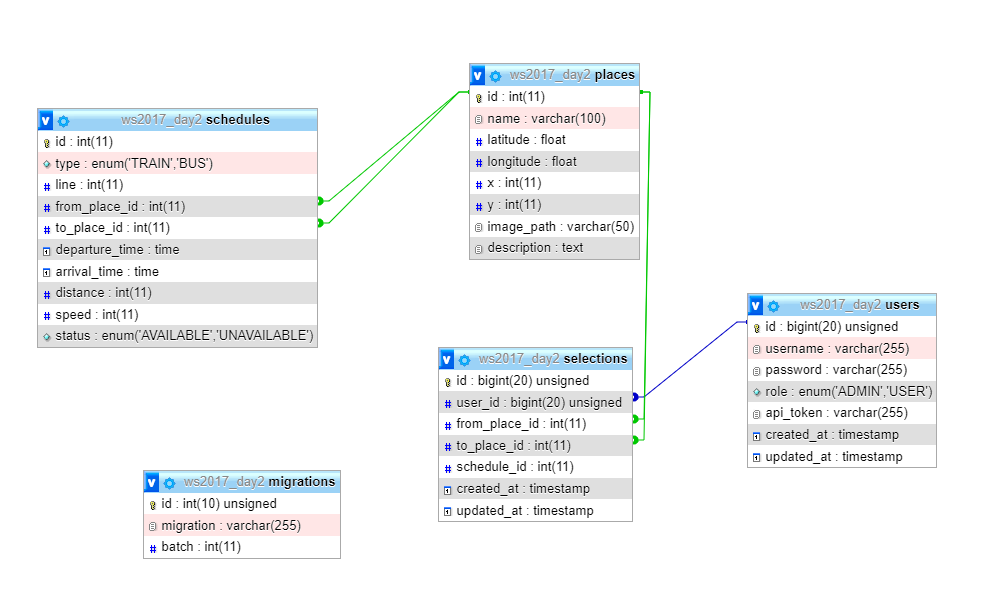 ws2017_day2 places
id : int(11)
name : varchar(100)
latitude : float
longitude : float
x : int(11)
y : int(11)
image_path : varchar(50)
description : text
ws2017_day2 schedules
id : int(11)
type : enum('TRAIN','BUS')
line : int(11)
from_place_id : int(11)
to_place_id : int(11)
departure_time : time
arrival_time : time
distance : int(11)
speed : int(11)
status : enum('AVAILABLE','UNAVAILABLE')
ws2017_day2 users
id : bigint(20) unsigned
username : varchar(255)
password : varchar(255)
role : enum('ADMIN','USER')
api_token : varchar(255)
created_at : timestamp
updated_at : timestamp
ws2017_day2 selections
id : bigint(20) unsigned
user_id : bigint(20) unsigned
from_place_id : int(11)
to_place_id : int(11)
schedule_id : int(11)
created_at : timestamp
updated_at : timestamp
ws2017_day2 migrations
id : int(10) unsigned
migration : varchar(255)
batch : int(11)